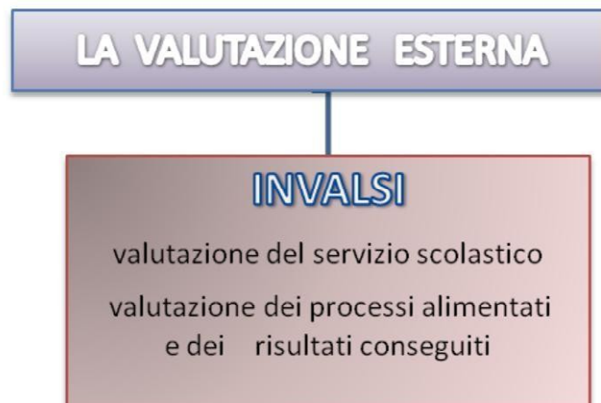 LA VALUTAZIONE ESTERNA
INVALSI
valutazione del servizio scolastico
valutazione dei processi alimentati
e dei risultati conseguiti